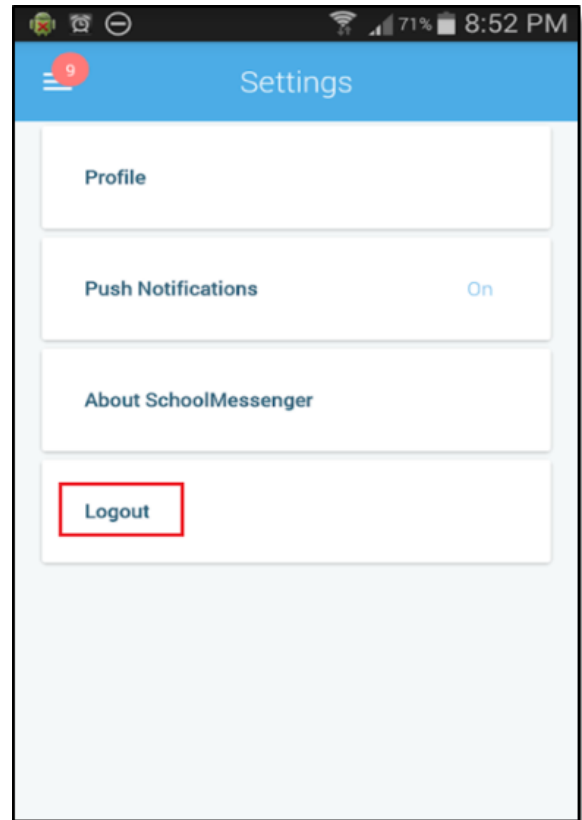 71% 8:52 PM
9
Settings
Profile
Push Notifications On
About SchoolMessenger
Logout